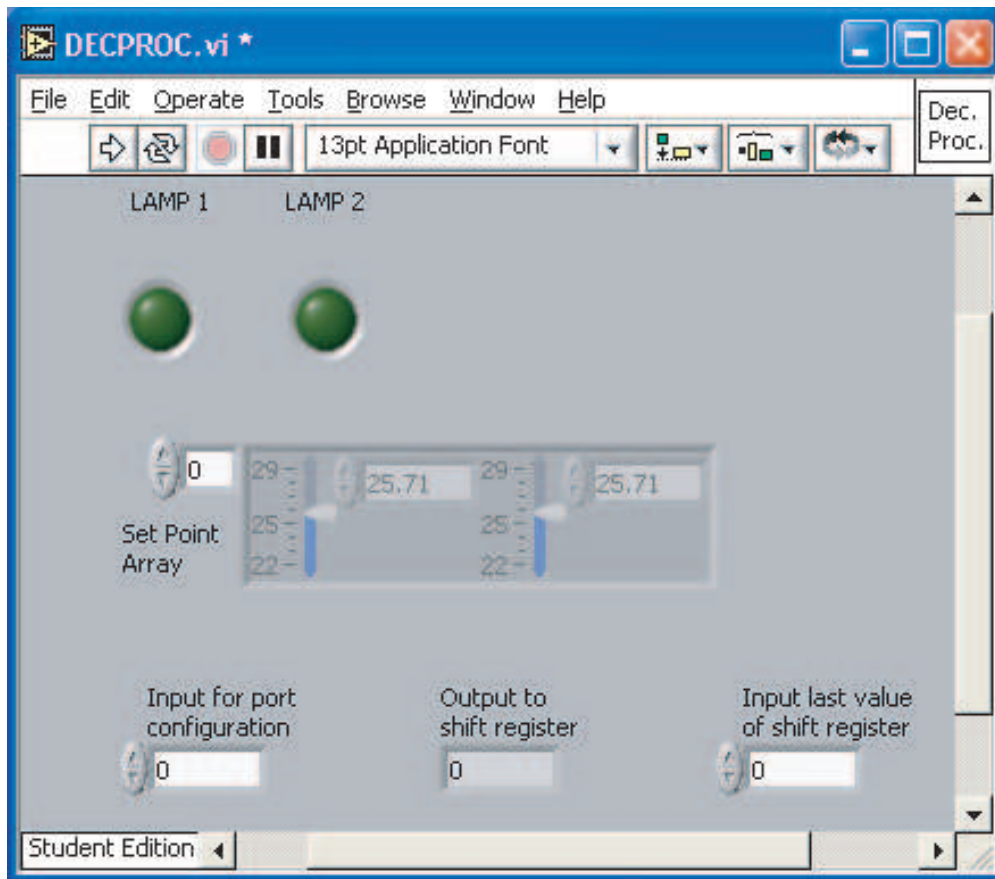 DECPROC.vi *
File Edit Operate Tools Browse Window Help
Dec.
Proc.
13pt Application Font
LAMP 1 LAMP 2
0
29 25.71 29 25.71
25 25
22 22
Set Point
Array
Input for port
configuration
0
Output to
shift register
0
Input last value
of shift register
0
Student Edition